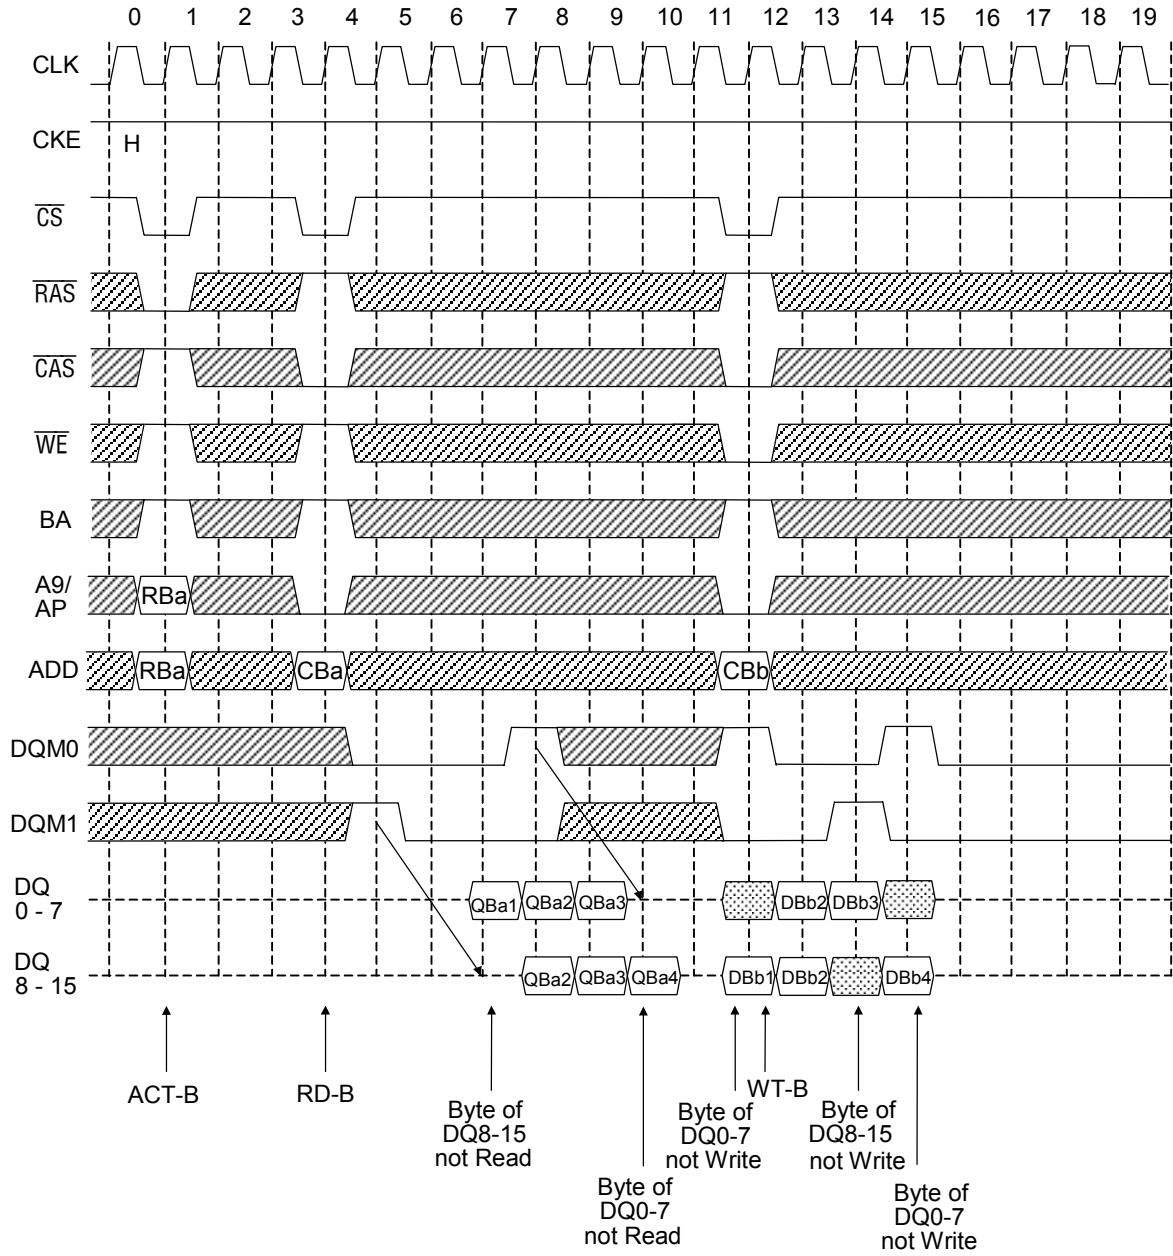 0 1 2 3 4 5 6 7 8 9 10 11 12 13 14 15 16 17 18 19
CLK
CKE H
CS
RAS
CAS
WE
BA
A9/
AP RBa
ADD RBa CBa CBb
DQM0
DQM1
DQ
0 - 7 QBa1 QBa2 QBa3 DBb2 DBb3
DQ
8 - 15 QBa2 QBa3 QBa4 DBb1 DBb2 DBb4
ACT-B RD-B WT-B
Byte of
DQ8-15
not Read
Byte of
DQ0-7
not Read
Byte of
DQ0-7
not Write
Byte of
DQ8-15
not Write
Byte of
DQ0-7
not Write